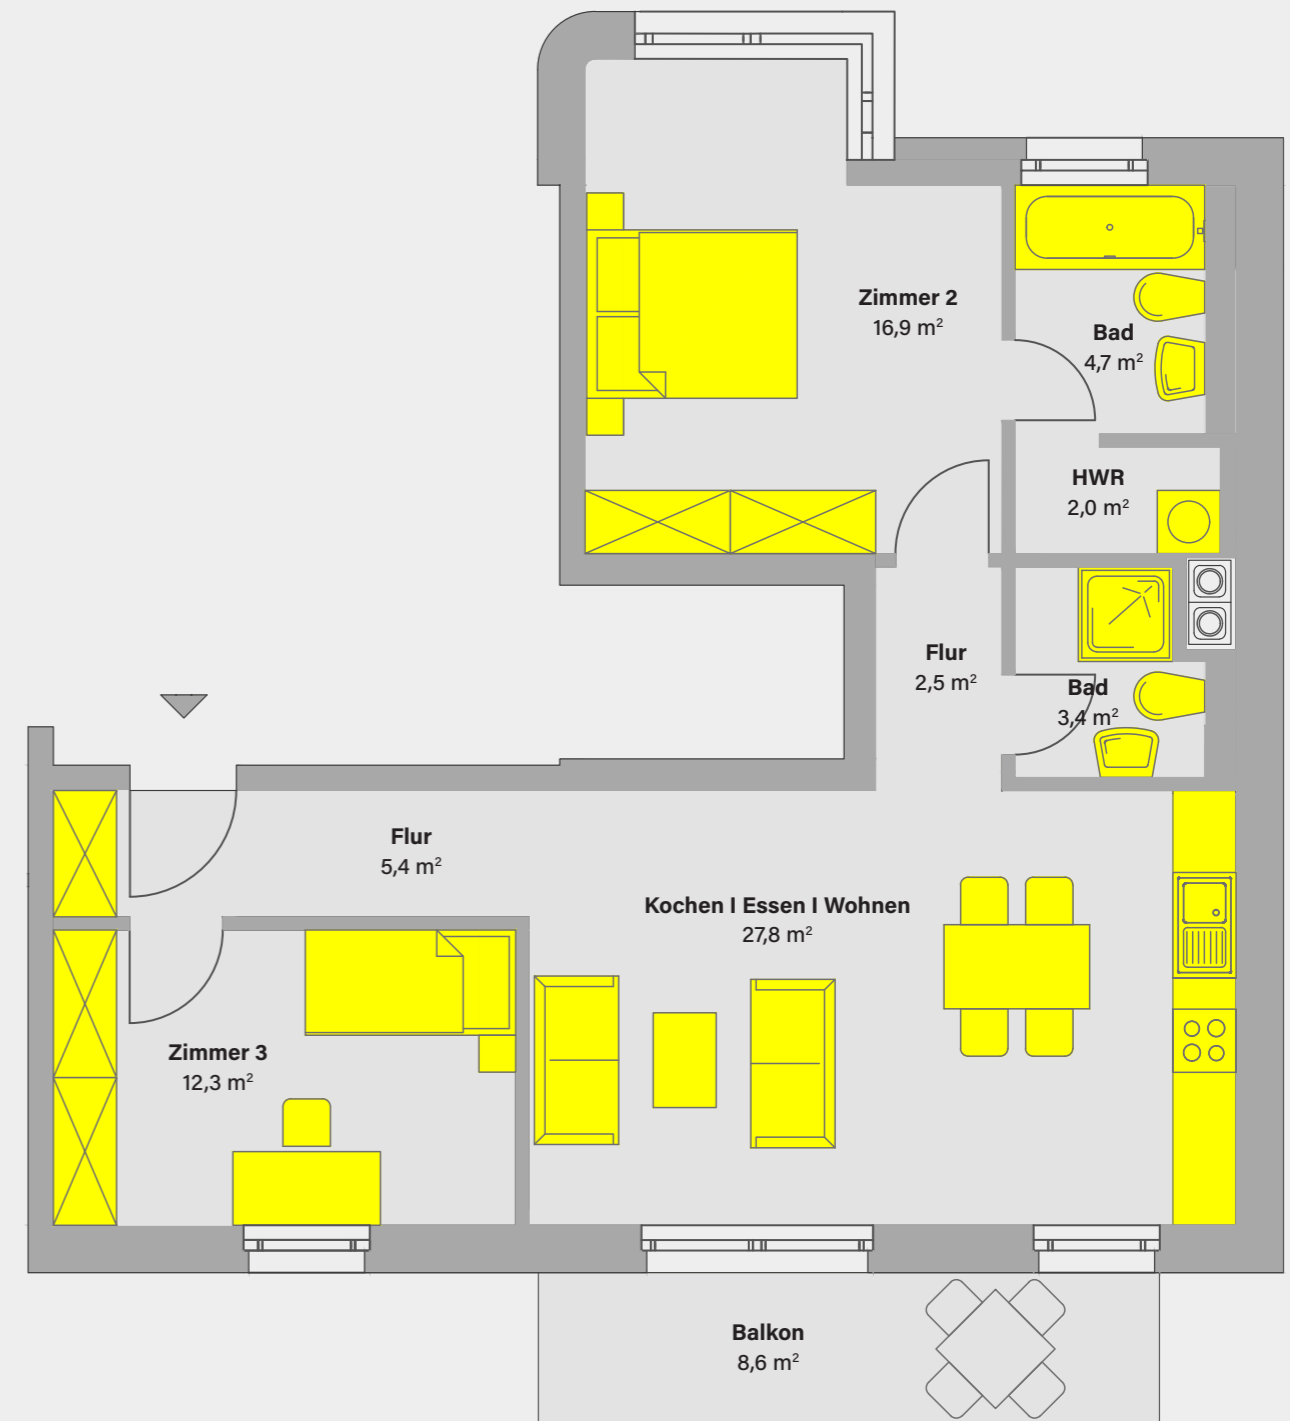 Zimmer 2
16,9 m²
Bad
4,7 m²
HWR
2,0 m²
Flur
2,5 m²
Bad
3,4 m²
Flur
5,4 m²
Kochen I Essen I Wohnen
27,8 m²
Zimmer 3
12,3 m²
Balkon
8,6 m²